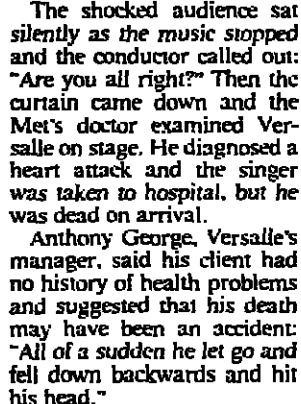 The shocked audience sat
silently as the music stopped
and the conductor called out:
"Are you all right?" Then the
curtain came down and the
Met's doctor examined Ver-
salle on stage. He diagnosed a
heart attack and the singer
was taken to hospital, but he
was dead on arrival.
Anthony George, Versalle's
manager, said his client had
no history of health problems
and suggested that his death
may have been an accident:
"All of a sudden he let go and
fell down backwards and hit
his head."